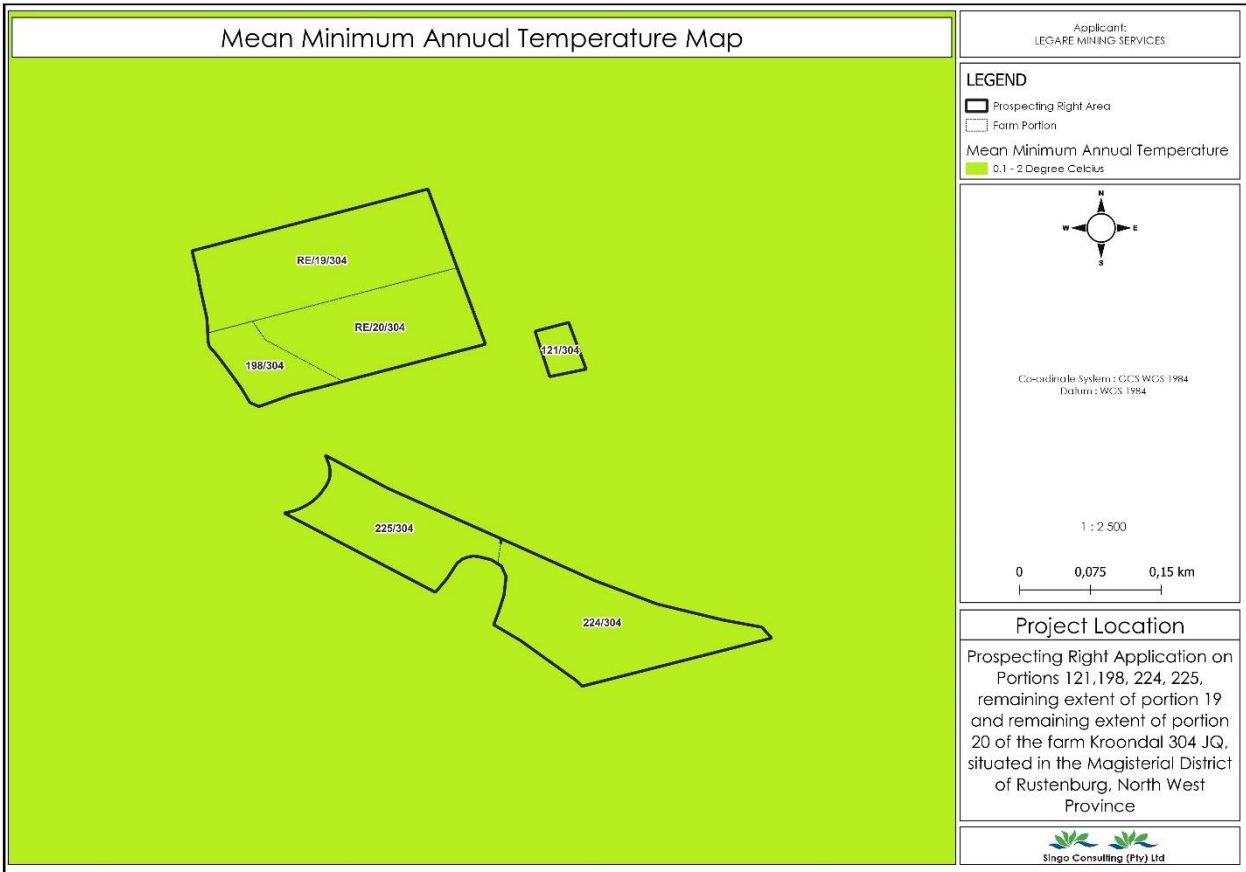 Mean Minimum Annual Temperature Map
RE/19/304
RE/20/304
198/304
121/304
225/304
224/304
Applicant:
LEGARE MINING SERVICES
LEGEND
Prospecting Right Area
Farm Portion
Mean Minimum Annual Temperature
0.1 - 2 Degree Celcius
N
W
E
S
Co-ordinate System : GCS WGS 1984
Datum : WGS 1984
1 : 2 500
0 0,075 0,15 km
Project Location
Prospecting Right Application on
Portions 121,198, 224, 225,
remaining extent of portion 19
and remaining extent of portion
20 of the farm Kroondal 304 JQ,
situated in the Magisterial District
of Rustenburg, North West
Province
Singo Consulting (Pty) Ltd